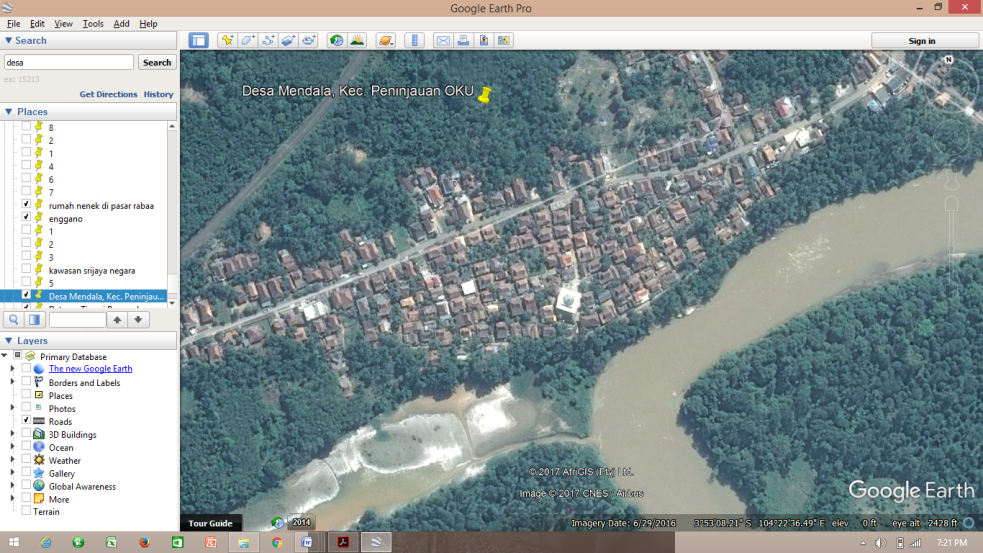 Google Earth Pro
File Edit View Tools Add Help
Search
Sign in
desa
Search
ex: 15213
Get Directions History
Places
8
2
1
4
6
7
rumah nenek di pasar rabaa
enggano
1
2
3
kawasan srijaya negara
5
Desa Mendala, Kec. Peninjau...
Layers
Primary Database
The new Google Earth
Borders and Labels
Places
Photos
Roads
3D Buildings
Ocean
Weather
Gallery
Global Awareness
More
Terrain
Desa Mendala, Kec. Peninjauan OKU
N
© 2017 AfriGIS (Pty) Ltd.
Image © 2017 CNES / Airbus
Google Earth
Tour Guide
2014
Imagery Date: 6/29/2016 3°53'08.21" S 104°22'36.49" E elev 0 ft eye alt 2428 ft
7:21 PM